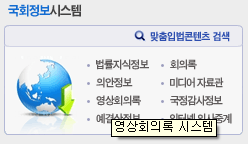 국회정보시스템
맞춤입법콘텐츠 검색
법률지식정보 회의록
의안정보 미디어 자료관
영상회의록 국정감사정보
영상회의록 시스템